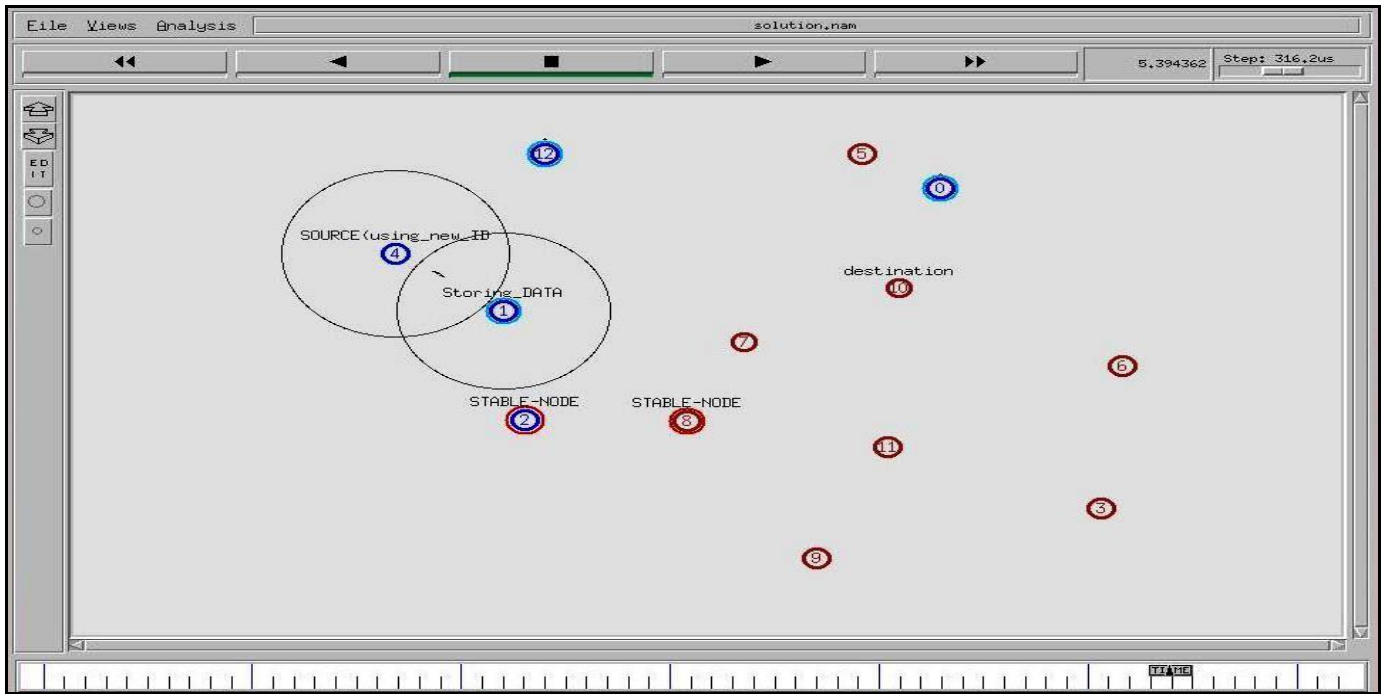 File Views Analysis solution.nam
5.394362 Step: 316.2us
E D
I T
12
5
0
SOURCE(using_new_ID
4
destination
10
Storing_DATA
1
7
6
STABLE-NODE
STABLE-NODE
2
8
11
3
9
TIME